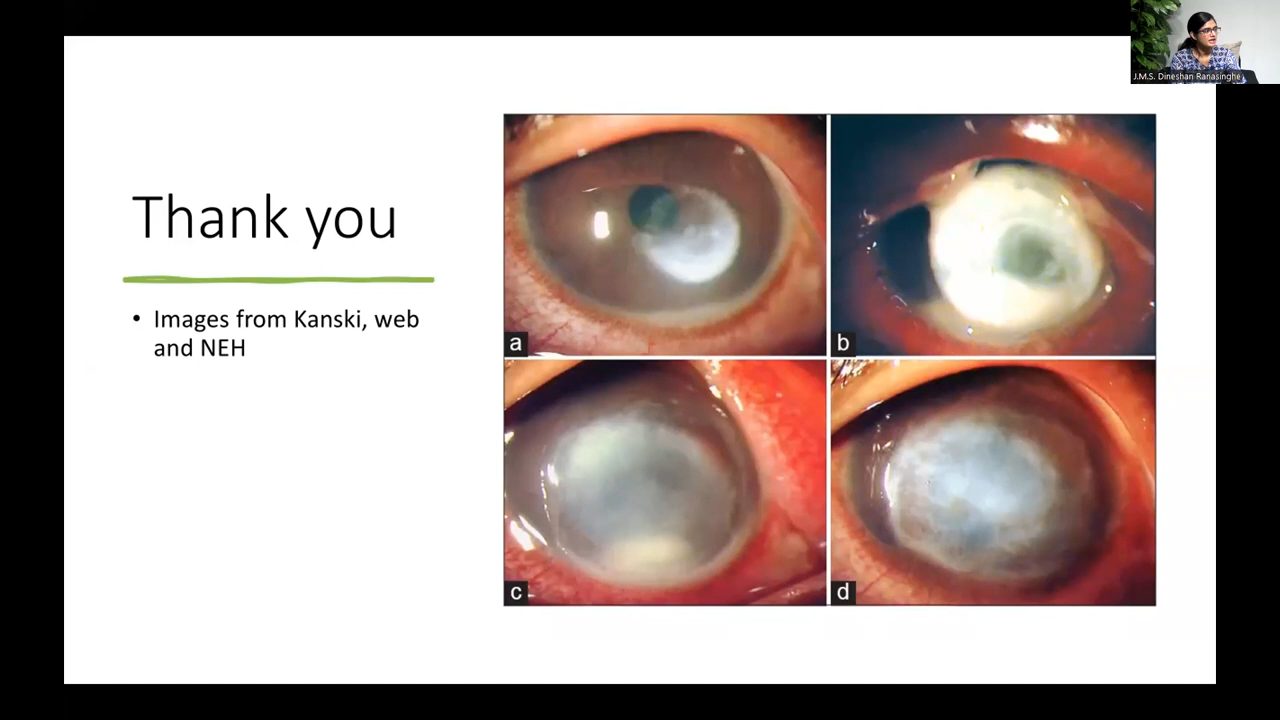 J.M.S. Dineshan Ranasinghe
Thank you
• Images from Kanski, web
and NEH
a
b
c
d